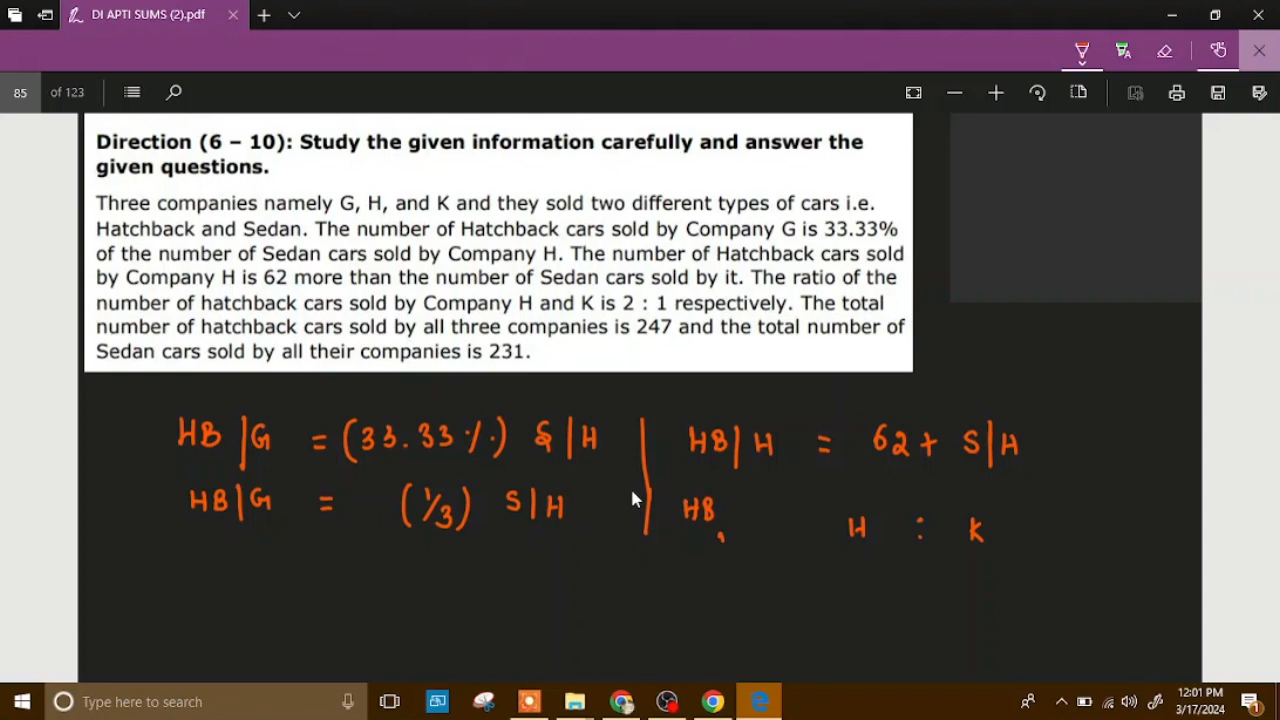 DI APTI SUMS (2).pdf
85 of 123
Direction (6 – 10): Study the given information carefully and answer the
given questions.
Three companies namely G, H, and K and they sold two different types of cars i.e.
Hatchback and Sedan. The number of Hatchback cars sold by Company G is 33.33%
of the number of Sedan cars sold by Company H. The number of Hatchback cars sold
by Company H is 62 more than the number of Sedan cars sold by it. The ratio of the
number of hatchback cars sold by Company H and K is 2 : 1 respectively. The total
number of hatchback cars sold by all three companies is 247 and the total number of
Sedan cars sold by all their companies is 231.
HB|G = (33.33%) S|H | HB|H = 62 + S|H
HB|G = (1/3) S|H | HB H : K
Type here to search
12:01 PM
3/17/2024